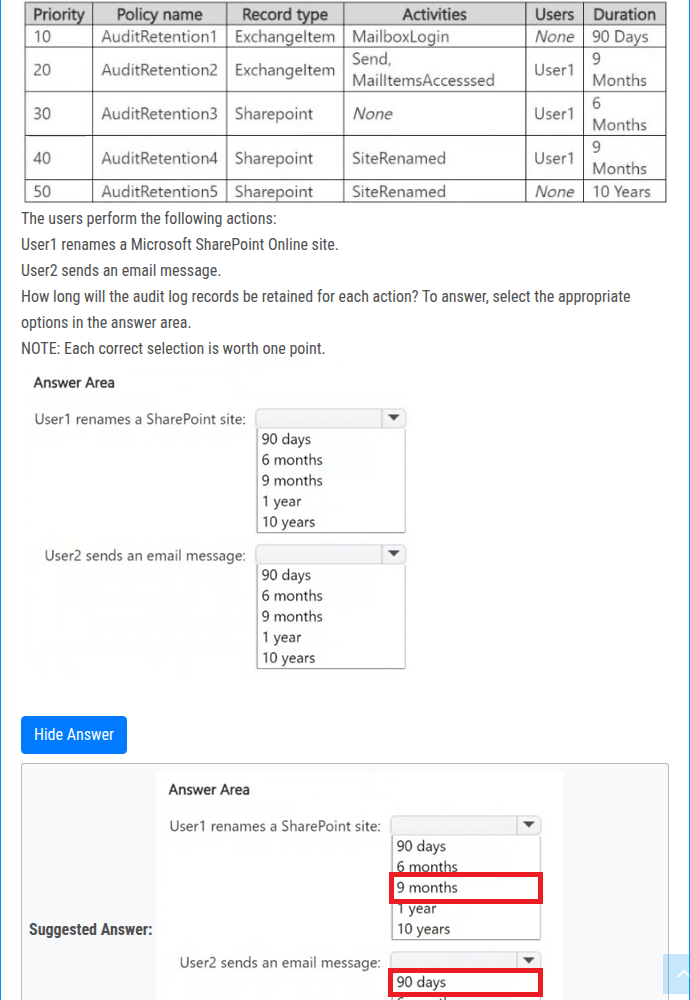 Priority Policy name Record type Activities Users Duration
10 AuditRetention1 ExchangeItem MailboxLogin None 90 Days
20 AuditRetention2 ExchangeItem Send, MailItemsAccesssed User1 9 Months
30 AuditRetention3 Sharepoint None User1 6 Months
40 AuditRetention4 Sharepoint SiteRenamed User1 9 Months
50 AuditRetention5 Sharepoint SiteRenamed None 10 Years
The users perform the following actions:
User1 renames a Microsoft SharePoint Online site.
User2 sends an email message.
How long will the audit log records be retained for each action? To answer, select the appropriate
options in the answer area.
NOTE: Each correct selection is worth one point.
Answer Area
User1 renames a SharePoint site:
90 days
6 months
9 months
1 year
10 years
User2 sends an email message:
90 days
6 months
9 months
1 year
10 years
Hide Answer
Suggested Answer:
Answer Area
User1 renames a SharePoint site:
90 days
6 months
9 months
1 year
10 years
User2 sends an email message:
90 days